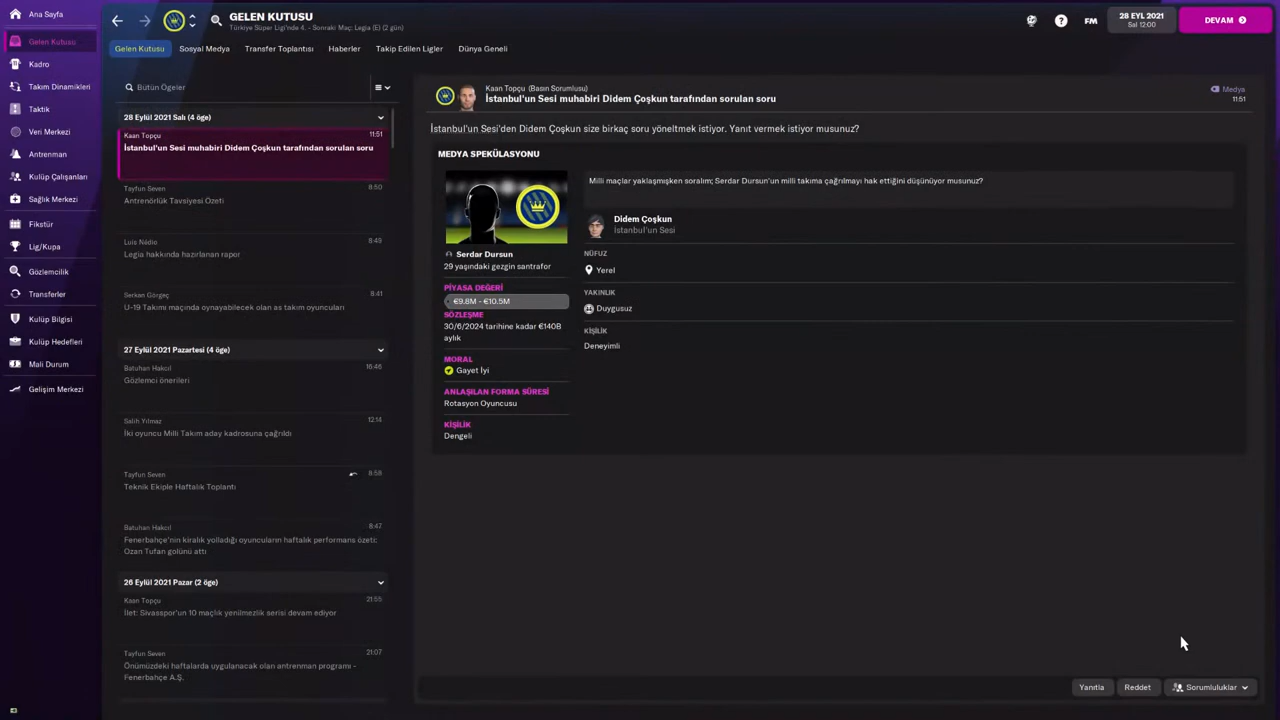 Ana Sayfa
Gelen Kutusu
Kadro
Takım Dinamikleri
Taktik
Veri Merkezi
Antrenman
Kulüp Çalışanları
Sağlık Merkezi
Fikstür
Lig/Kupa
Gözlemcilik
Transferler
Kulüp Bilgisi
Kulüp Hedefleri
Mali Durum
Gelişim Merkezi
GELEN KUTUSU
Türkiye Süper Ligi'nde 4. - Sonraki Maç: Legia (E) (2 gün)
FM
28 EYL 2021
Sal 12:00
DEVAM
Gelen Kutusu
Sosyal Medya
Transfer Toplantısı
Haberler
Takip Edilen Ligler
Dünya Geneli
Bütün Ögeler
28 Eylül 2021 Salı (4 öge)
Kaan Topçu 11:51
İstanbul'un Sesi muhabiri Didem Çoşkun tarafından sorulan soru
Tayfun Seven 8:50
Antrenörlük Tavsiyesi Özeti
Luis Nádio 8:49
Legia hakkında hazırlanan rapor
Serkan Görgeç 8:41
U-19 Takımı maçında oynayabilecek olan as takım oyuncuları
27 Eylül 2021 Pazartesi (4 öge)
Batuhan Hakcıl 16:46
Gözlemci önerileri
Salih Yılmaz 12:14
İki oyuncu Milli Takım aday kadrosuna çağrıldı
Tayfun Seven 8:58
Teknik Ekiple Haftalık Toplantı
Batuhan Hakcıl 8:47
Fenerbahçe'nin kiralık yolladığı oyuncuların haftalık performans özeti:
Ozan Tufan golünü attı
26 Eylül 2021 Pazar (2 öge)
Kaan Topçu 21:55
İlet: Sivasspor'un 10 maçlık yenilmezlik serisi devam ediyor
Tayfun Seven 21:07
Önümüzdeki haftalarda uygulanacak olan antrenman programı -
Fenerbahçe A.Ş.
Kaan Topçu (Basın Sorumlusu)
İstanbul'un Sesi muhabiri Didem Çoşkun tarafından sorulan soru
Medya
11:51
İstanbul'un Sesi'den Didem Çoşkun size birkaç soru yöneltmek istiyor. Yanıt vermek istiyor musunuz?
MEDYA SPEKÜLASYONU
Serdar Dursun
29 yaşındaki gezgin santrafor
PİYASA DEĞERİ
€9.8M - €10.5M
SÖZLEŞME
30/6/2024 tarihine kadar €140B
aylık
MORAL
Gayet İyi
ANLAŞILAN FORMA SÜRESİ
Rotasyon Oyuncusu
KİŞİLİK
Dengeli
Milli maçlar yaklaşmışken soralım; Serdar Dursun'un milli takıma çağrılmayı hak ettiğini düşünüyor musunuz?
Didem Çoşkun
İstanbul'un Sesi
NÜFUZ
Yerel
YAKINLIK
Duygusuz
KİŞİLİK
Deneyimli
Yanıtla
Reddet
Sorumluluklar